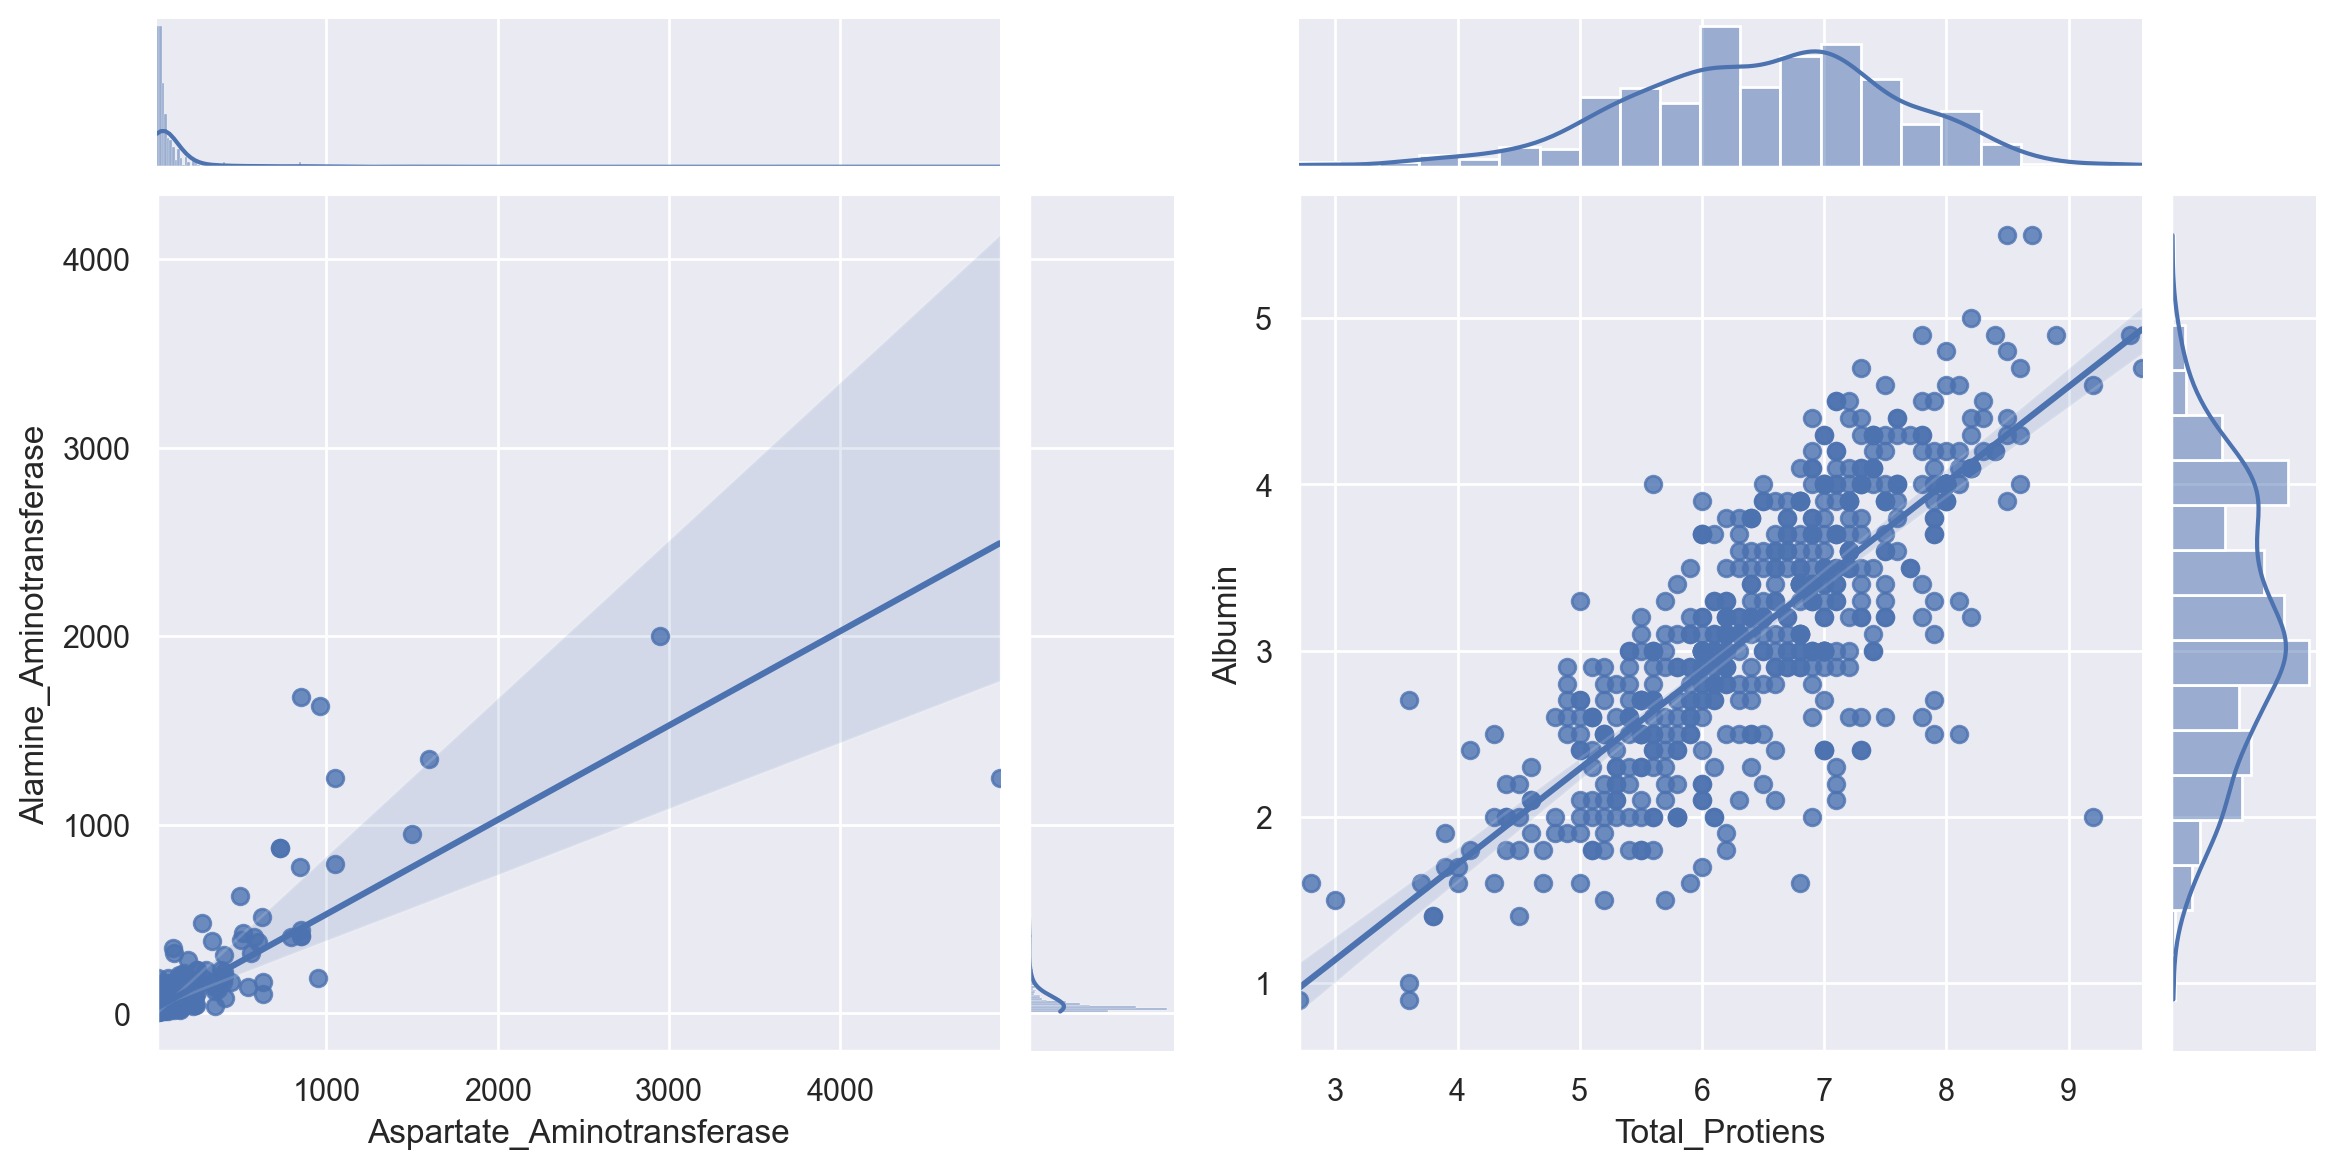 4000
3000
2000
1000
0
Alamine_Aminotransferase
1000 2000 3000 4000
Aspartate_Aminotransferase
5
4
3
2
1
Albumin
3 4 5 6 7 8 9
Total_Protiens